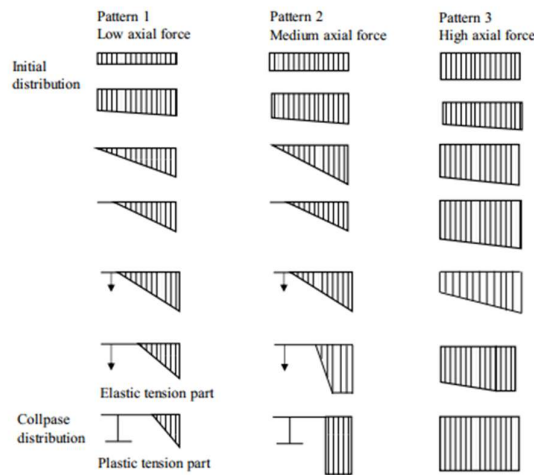 Pattern 1
Low axial force
Pattern 2
Medium axial force
Pattern 3
High axial force
Initial
distribution
Elastic tension part
Collpase
distribution
Plastic tension part